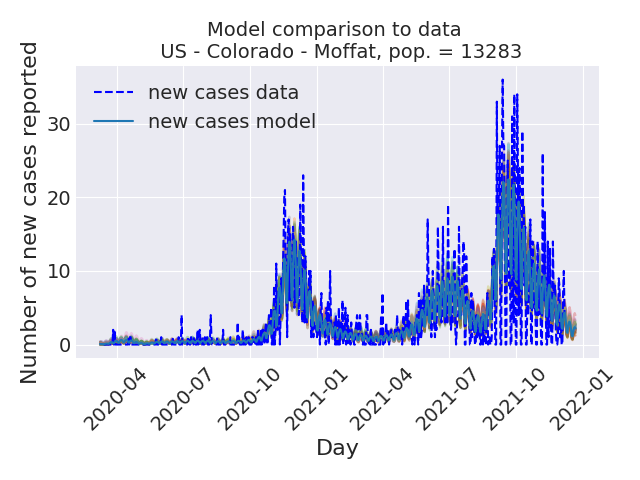 Model comparison to data
US - Colorado - Moffat, pop. = 13283
Number of new cases reported
new cases data
new cases model
30
20
10
0
2020-04
2020-07
2020-10
2021-01
2021-04
2021-07
2021-10
2022-01
Day